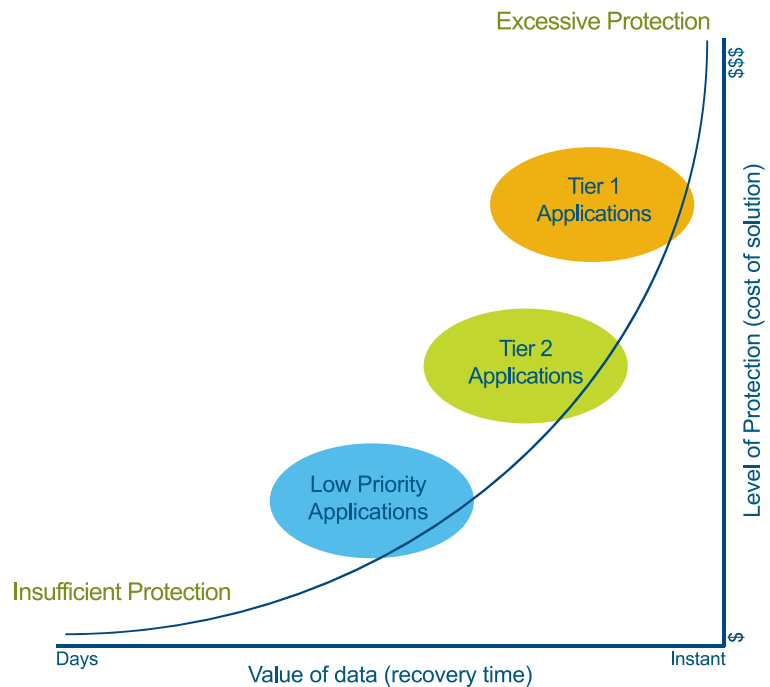 Excessive Protection
$$$
Tier 1
Applications
Level of Protection (cost of solution)
Tier 2
Applications
Low Priority
Applications
Insufficient Protection
$
Days
Instant
Value of data (recovery time)